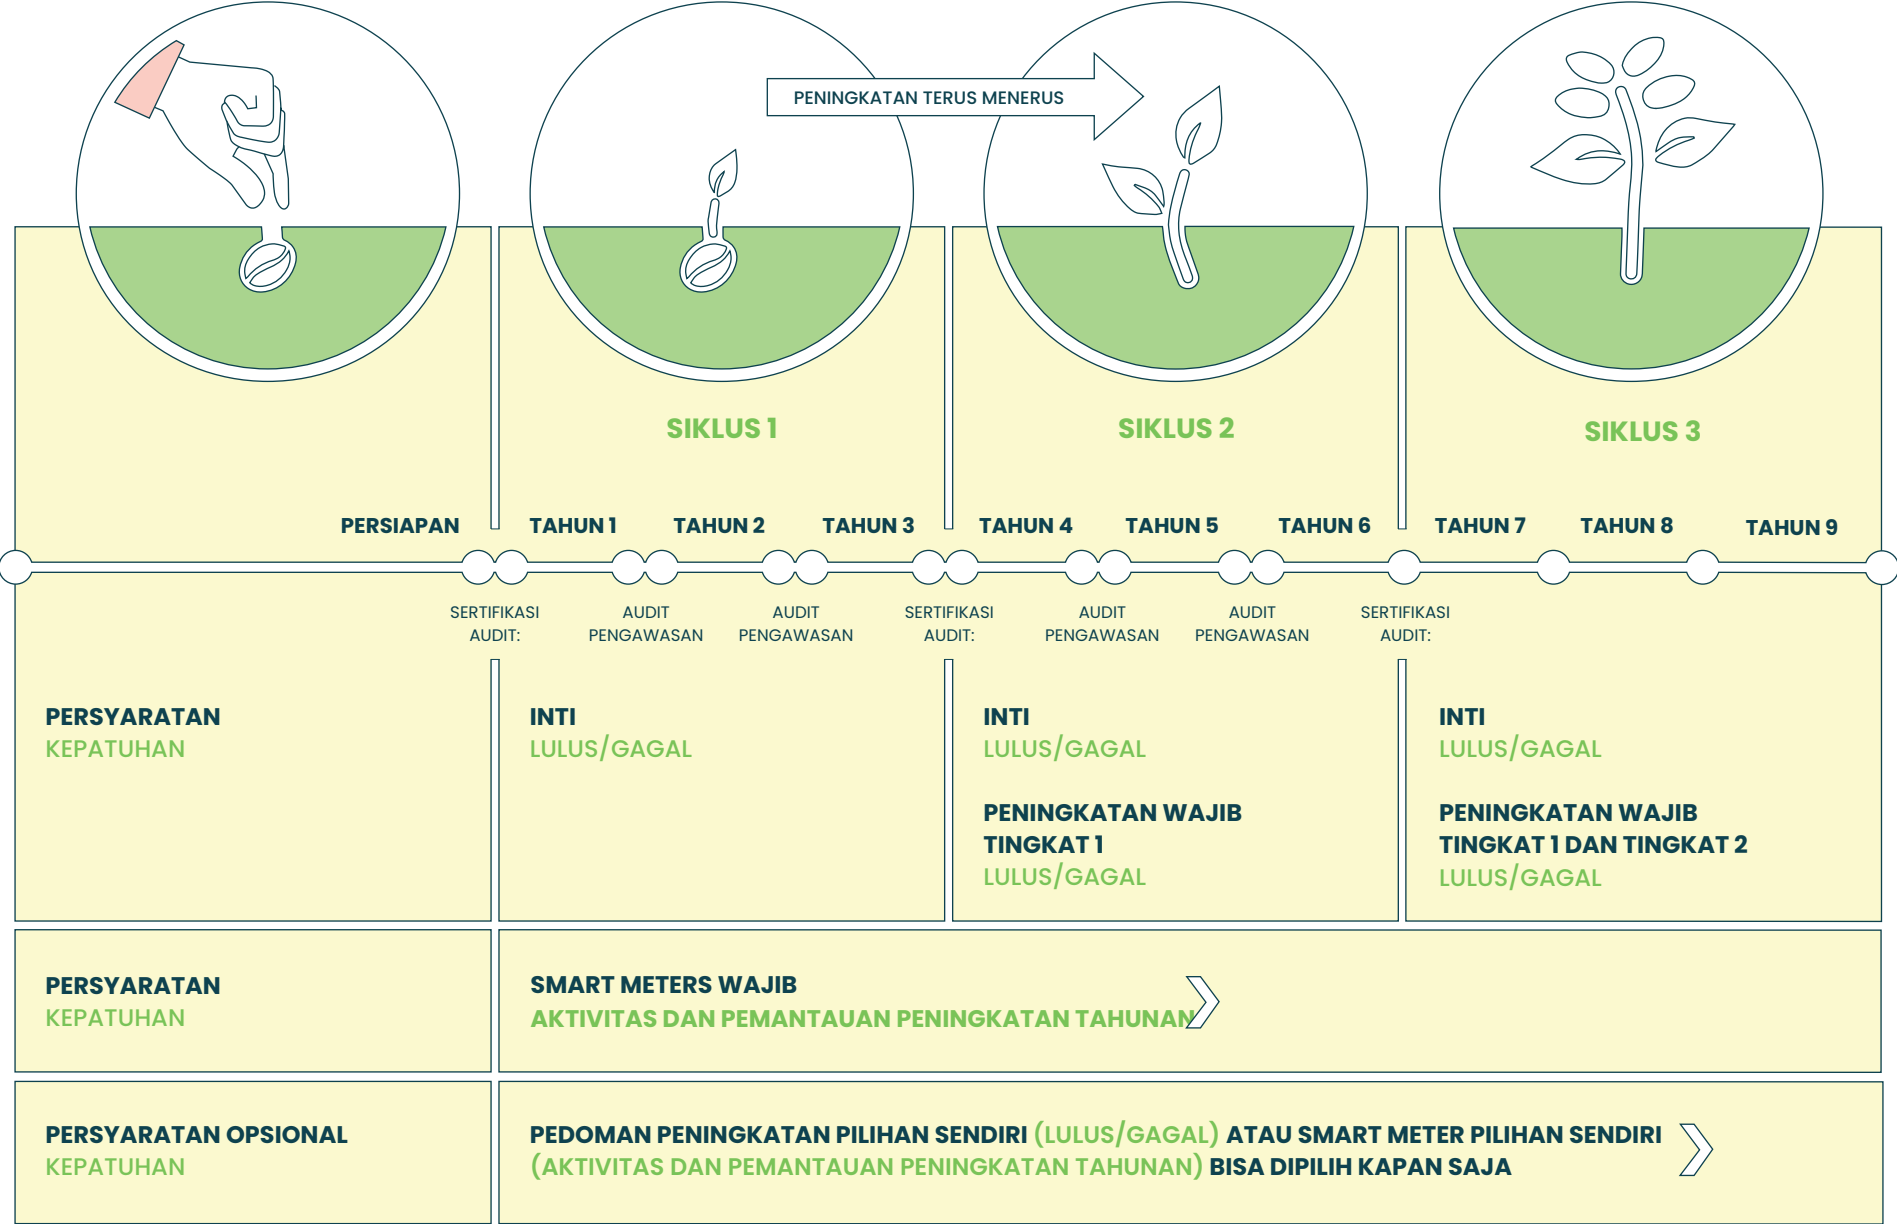 PENINGKATAN TERUS MENERUS
SIKLUS 1
SIKLUS 2
SIKLUS 3
PERSIAPAN
TAHUN 1
TAHUN 2
TAHUN 3
TAHUN 4
TAHUN 5
TAHUN 6
TAHUN 7
TAHUN 8
TAHUN 9
SERTIFIKASI
AUDIT:
AUDIT
PENGAWASAN
AUDIT
PENGAWASAN
SERTIFIKASI
AUDIT:
AUDIT
PENGAWASAN
AUDIT
PENGAWASAN
SERTIFIKASI
AUDIT:
PERSYARATAN
KEPATUHAN
INTI
LULUS/GAGAL
INTI
LULUS/GAGAL
PENINGKATAN WAJIB
TINGKAT 1
LULUS/GAGAL
INTI
LULUS/GAGAL
PENINGKATAN WAJIB
TINGKAT 1 DAN TINGKAT 2
LULUS/GAGAL
PERSYARATAN
KEPATUHAN
SMART METERS WAJIB
AKTIVITAS DAN PEMANTAUAN PENINGKATAN TAHUNAN
PERSYARATAN OPSIONAL
KEPATUHAN
PEDOMAN PENINGKATAN PILIHAN SENDIRI (LULUS/GAGAL) ATAU SMART METER PILIHAN SENDIRI
(AKTIVITAS DAN PEMANTAUAN PENINGKATAN TAHUNAN) BISA DIPILIH KAPAN SAJA